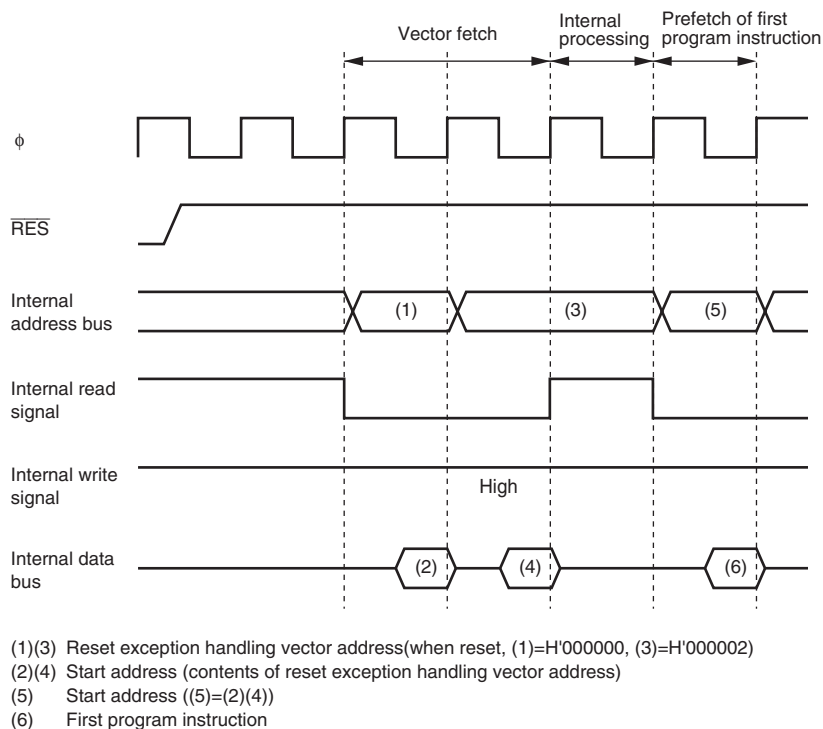 Vector fetch
Internal
processing
Prefetch of first
program instruction
ϕ
RES
Internal
address bus
(1)
(3)
(5)
Internal read
signal
Internal write
signal
High
Internal data
bus
(2)
(4)
(6)
(1)(3) Reset exception handling vector address(when reset, (1)=H'000000, (3)=H'000002)
(2)(4) Start address (contents of reset exception handling vector address)
(5) Start address ((5)=(2)(4))
(6) First program instruction